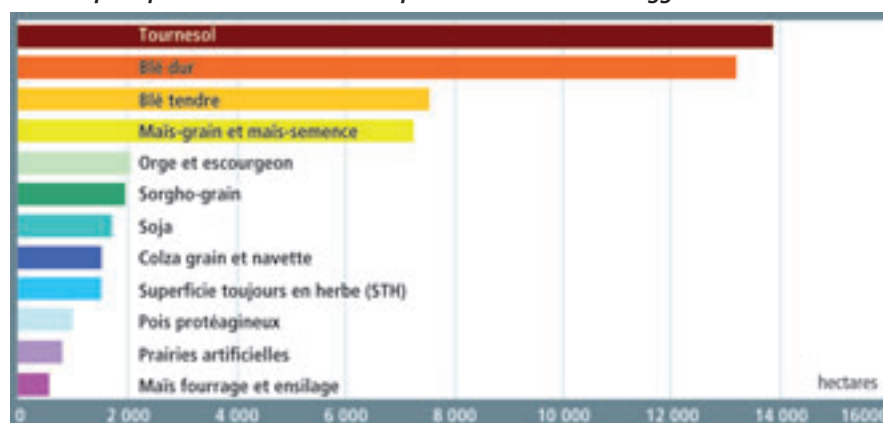 Tournesol
Blé dur
Blé tendre
Maïs-grain et maïs-semence
Orge et escourgeon
Sorgho-grain
Soja
Colza grain et navette
Superficie toujours en herbe (STH)
Pois protéagineux
Prairies artificielles
Maïs fourrage et ensilage
hectares
0 2 000 4 000 6 000 8 000 10 000 12 000 14 000 16000